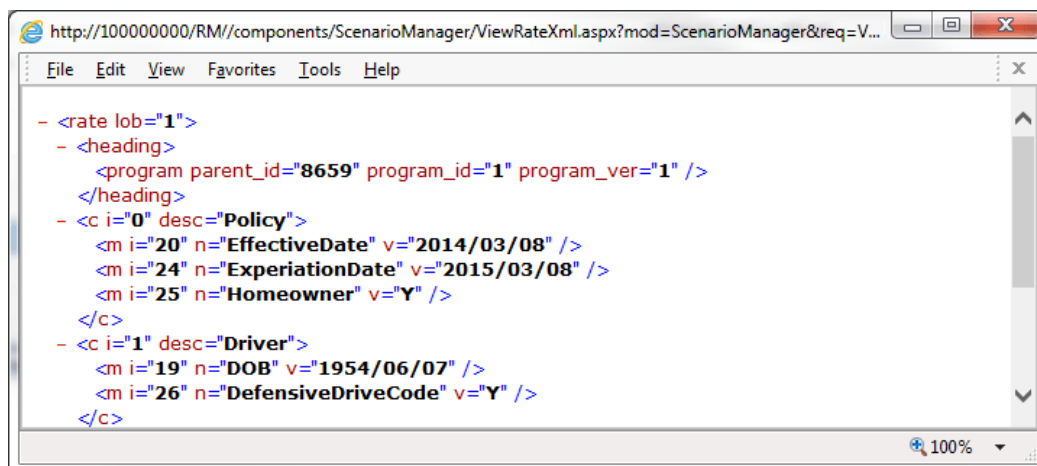 http://100000000/RM//components/ScenarioManager/ViewRateXml.aspx?mod=ScenarioManager&req=V...
File Edit View Favorites Tools Help
- <rate lob="1">
- <heading>
<program parent_id="8659" program_id="1" program_ver="1" />
</heading>
- <c i="0" desc="Policy">
<m i="20" n="EffectiveDate" v="2014/03/08" />
<m i="24" n="ExperiationDate" v="2015/03/08" />
<m i="25" n="Homeowner" v="Y" />
</c>
- <c i="1" desc="Driver">
<m i="19" n="DOB" v="1954/06/07" />
<m i="26" n="DefensiveDriveCode" v="Y" />
</c>
100%